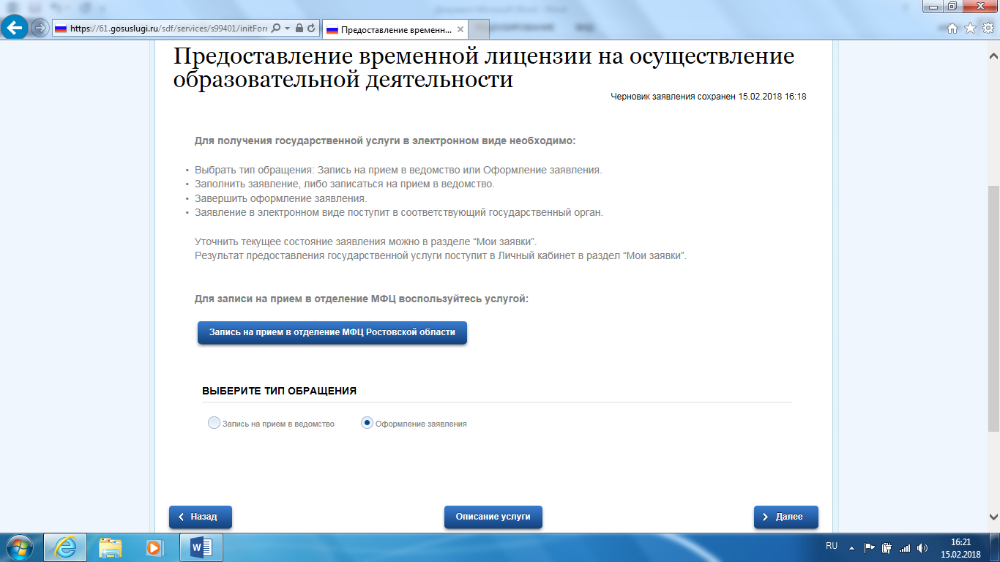 https://61.gosuslugi.ru/sdf/services/s99401/initForr
Предоставление временн...
Предоставление временной лицензии на осуществление
образовательной деятельности
Черновик заявления сохранен 15.02.2018 16:18
Для получения государственной услуги в электронном виде необходимо:
• Выбрать тип обращения: Запись на прием в ведомство или Оформление заявления.
• Заполнить заявление, либо записаться на прием в ведомство.
• Завершить оформление заявления.
• Заявление в электронном виде поступит в соответствующий государственный орган.
Уточнить текущее состояние заявления можно в разделе “Мои заявки”.
Результат предоставления государственной услуги поступит в Личный кабинет в раздел “Мои заявки”.
Для записи на прием в отделение МФЦ воспользуйтесь услугой:
Запись на прием в отделение МФЦ Ростовской области
ВЫБЕРИТЕ ТИП ОБРАЩЕНИЯ
Запись на прием в ведомство Оформление заявления
Назад Описание услуги Далее
RU 16:21
15.02.2018